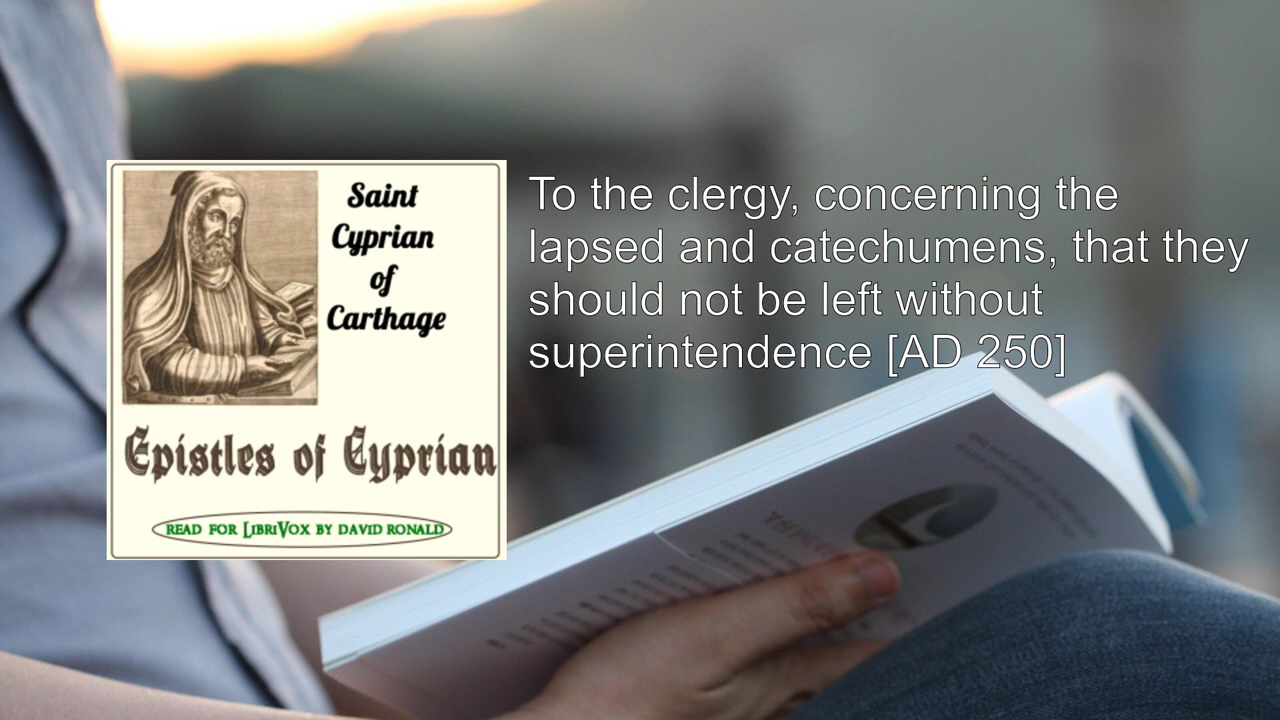 Saint
Cyprian
of
Carthage
Epistles of Cyprian
READ FOR LIBRIVOX BY DAVID RONALD
To the clergy, concerning the
lapsed and catechumens, that they
should not be left without
superintendence [AD 250]